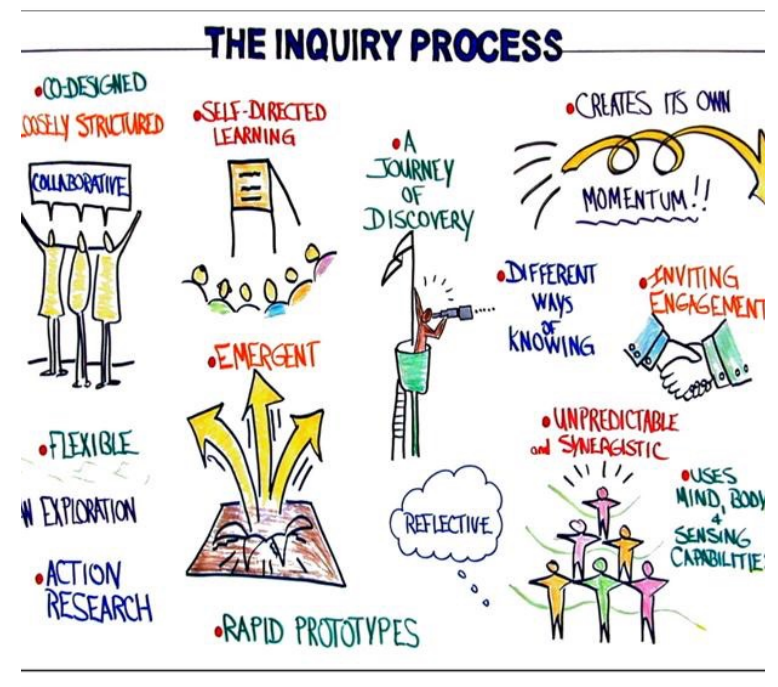 THE INQUIRY PROCESS
•CO-DESIGNED
OOSELY STRUCTURED
COLLABORATIVE
•SELF-DIRECTED
LEARNING
•A
JOURNEY
OF
DISCOVERY
•CREATES ITS OWN
MOMENTUM!!
•DIFFERENT
WAYS
OF
KNOWING
•INVITING
ENGAGEMENT
•EMERGENT
•FLEXIBLE
N EXPLORATION
•ACTION
RESEARCH
•RAPID PROTOTYPES
REFLECTIVE
•UNPREDICTABLE
and SYNERGISTIC
•USES
MIND, BODY
+
SENSING
CAPABILITIES